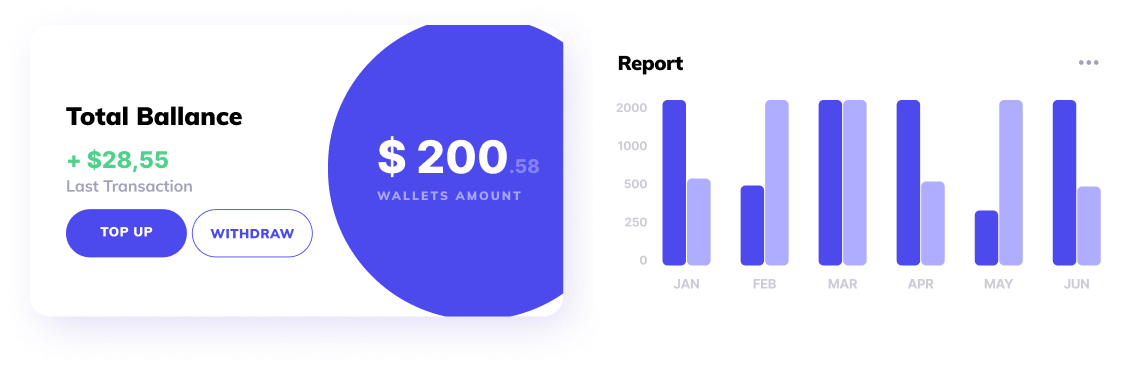 Total Ballance
+ $28,55
Last Transaction
TOP UP
WITHDRAW
$ 200.58
WALLETS AMOUNT
Report
2000
1000
500
250
0
JAN FEB MAR APR MAY JUN